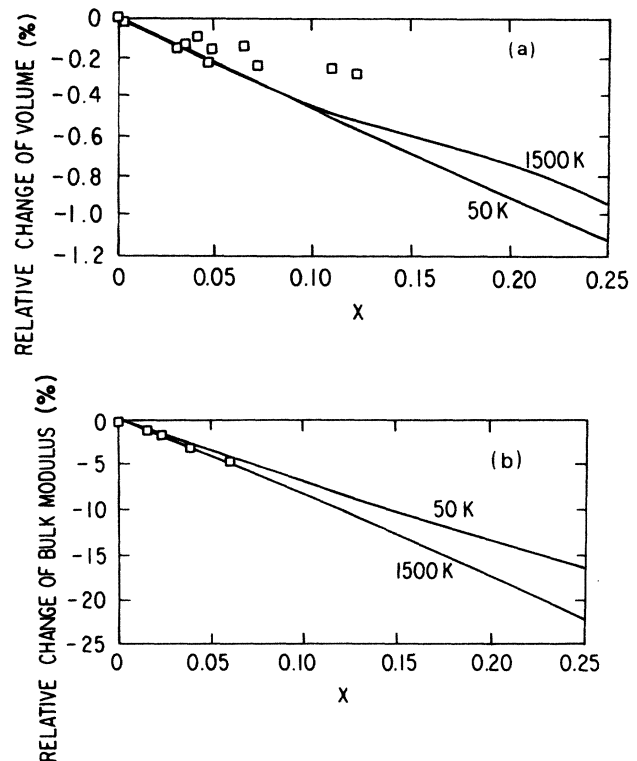 RELATIVE CHANGE OF VOLUME (%)
0
-0.2
-0.4
-0.6
-0.8
-1.0
-1.2
(a)
1500 K
50 K
0 0.05 0.10 0.15 0.20 0.25
X
RELATIVE CHANGE OF BULK MODULUS (%)
0
-5
-10
-15
-20
-25
(b)
50 K
1500 K
0 0.05 0.10 0.15 0.20 0.25
X